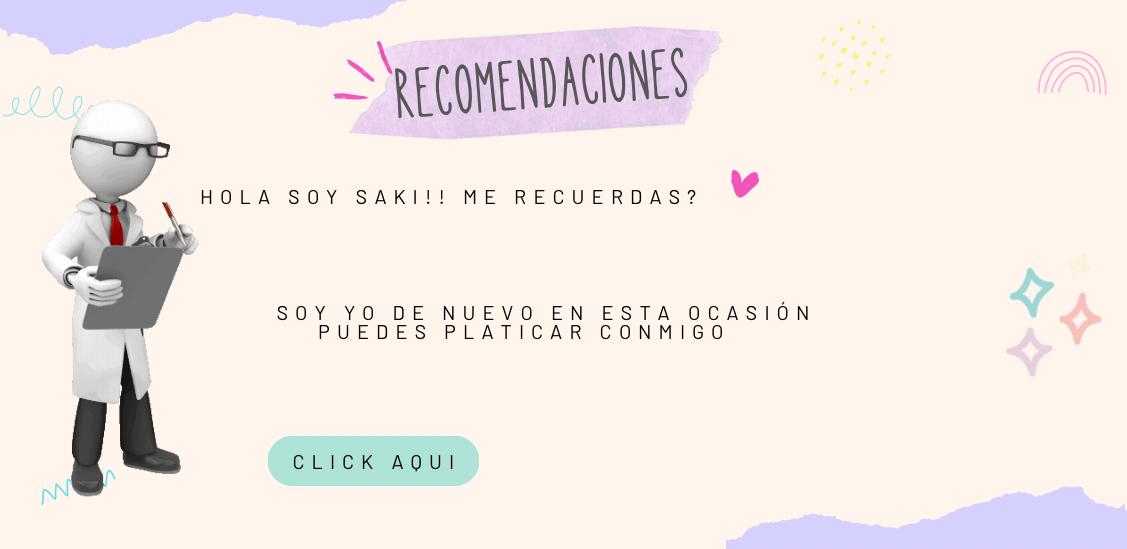 RECOMENDACIONES
HOLA SOY SAKI!! ME RECUERDAS?
SOY YO DE NUEVO EN ESTA OCASIÓN
PUEDES PLATICAR CONMIGO
CLICK AQUI